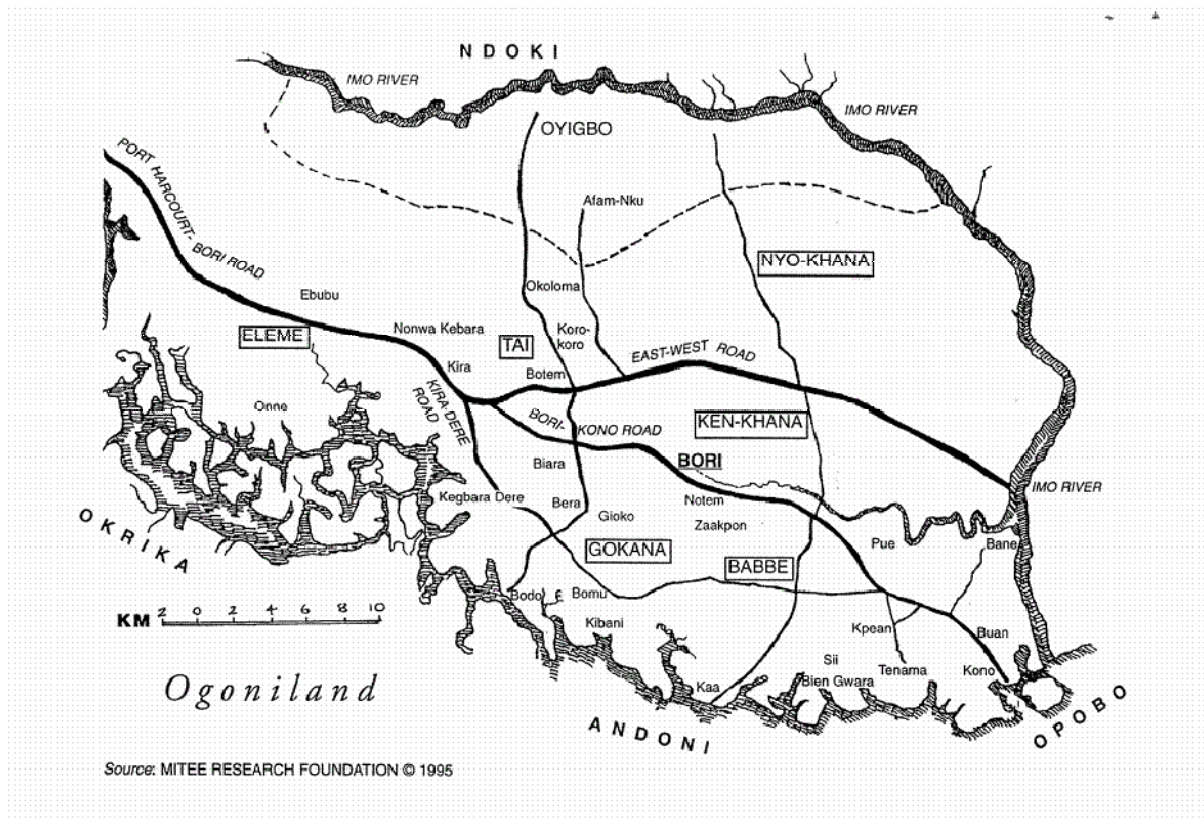 NDOKI
IMO RIVER
IMO RIVER
OYIGBO
PORT HARCOURT-
BORI ROAD
Afam-Nku
NYO-KHANA
Okoloma
Ebubu
ELEME
Nonwa Kebara
TAI
Koro-
koro
EAST-WEST ROAD
Kira
Botem
KIRA-DERE
ROAD
Onne
BORI-
KONO ROAD
KEN-KHANA
BORI
Biara
IMO RIVER
Kegbara Dere
Bera
Notem
Gioko
Zaakpon
OKRIKA
GOKANA
Pue
Bane
BABBE
Bodo
Bomu
KM 2 0 2 4 6 8 10
Kibani
Kpean
Buan
Sii
Tenama
Kono
Bien Gwara
Kaa
Ogoniland
ANDONI
OPOBO
Source: MITEE RESEARCH FOUNDATION © 1995